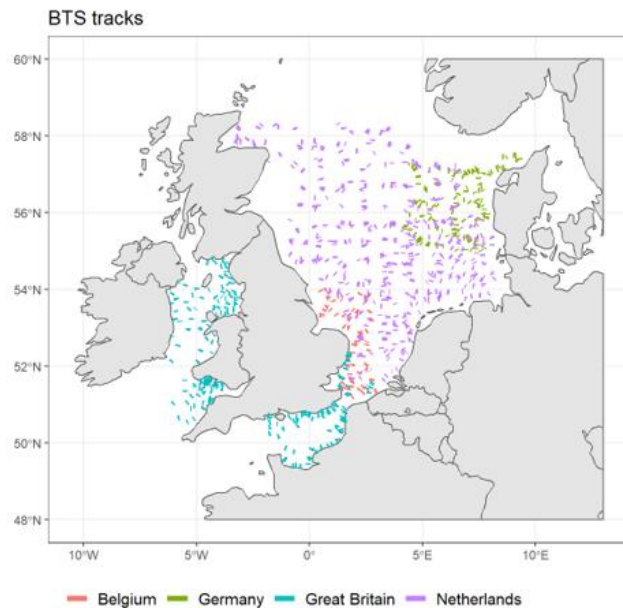 BTS tracks
60°N
58°N
56°N
54°N
52°N
50°N
48°N
10°W 5°W 0° 5°E 10°E
Belgium Germany Great Britain Netherlands